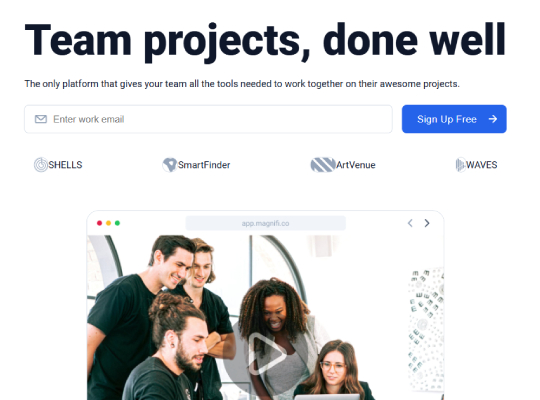 Team projects, done well
The only platform that gives your team all the tools needed to work together on their awesome projects.
Enter work email
Sign Up Free
SHELLS SmartFinder ArtVenue WAVES
app.magnifi.co